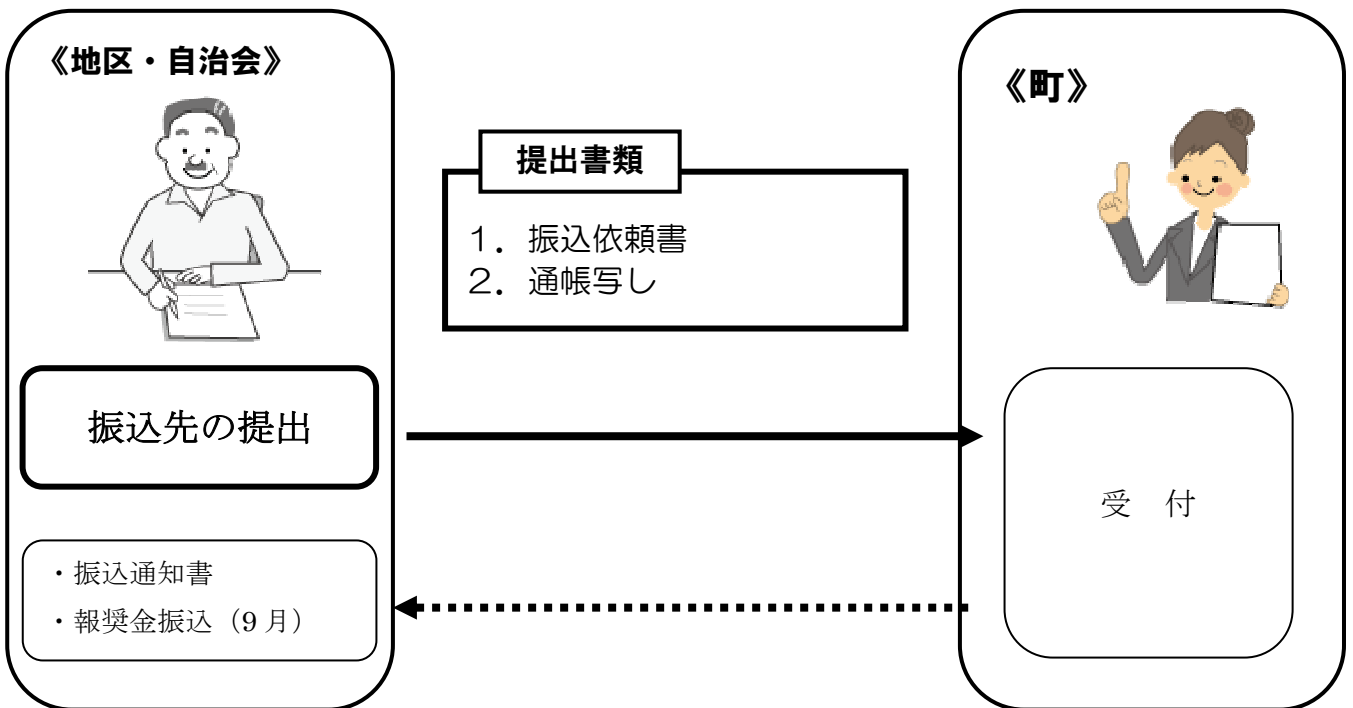 《地区・自治会》
《町》
提出書類
１．振込依頼書
２．通帳写し
振込先の提出
受　付
・振込通知書
・報奨金振込（9月）